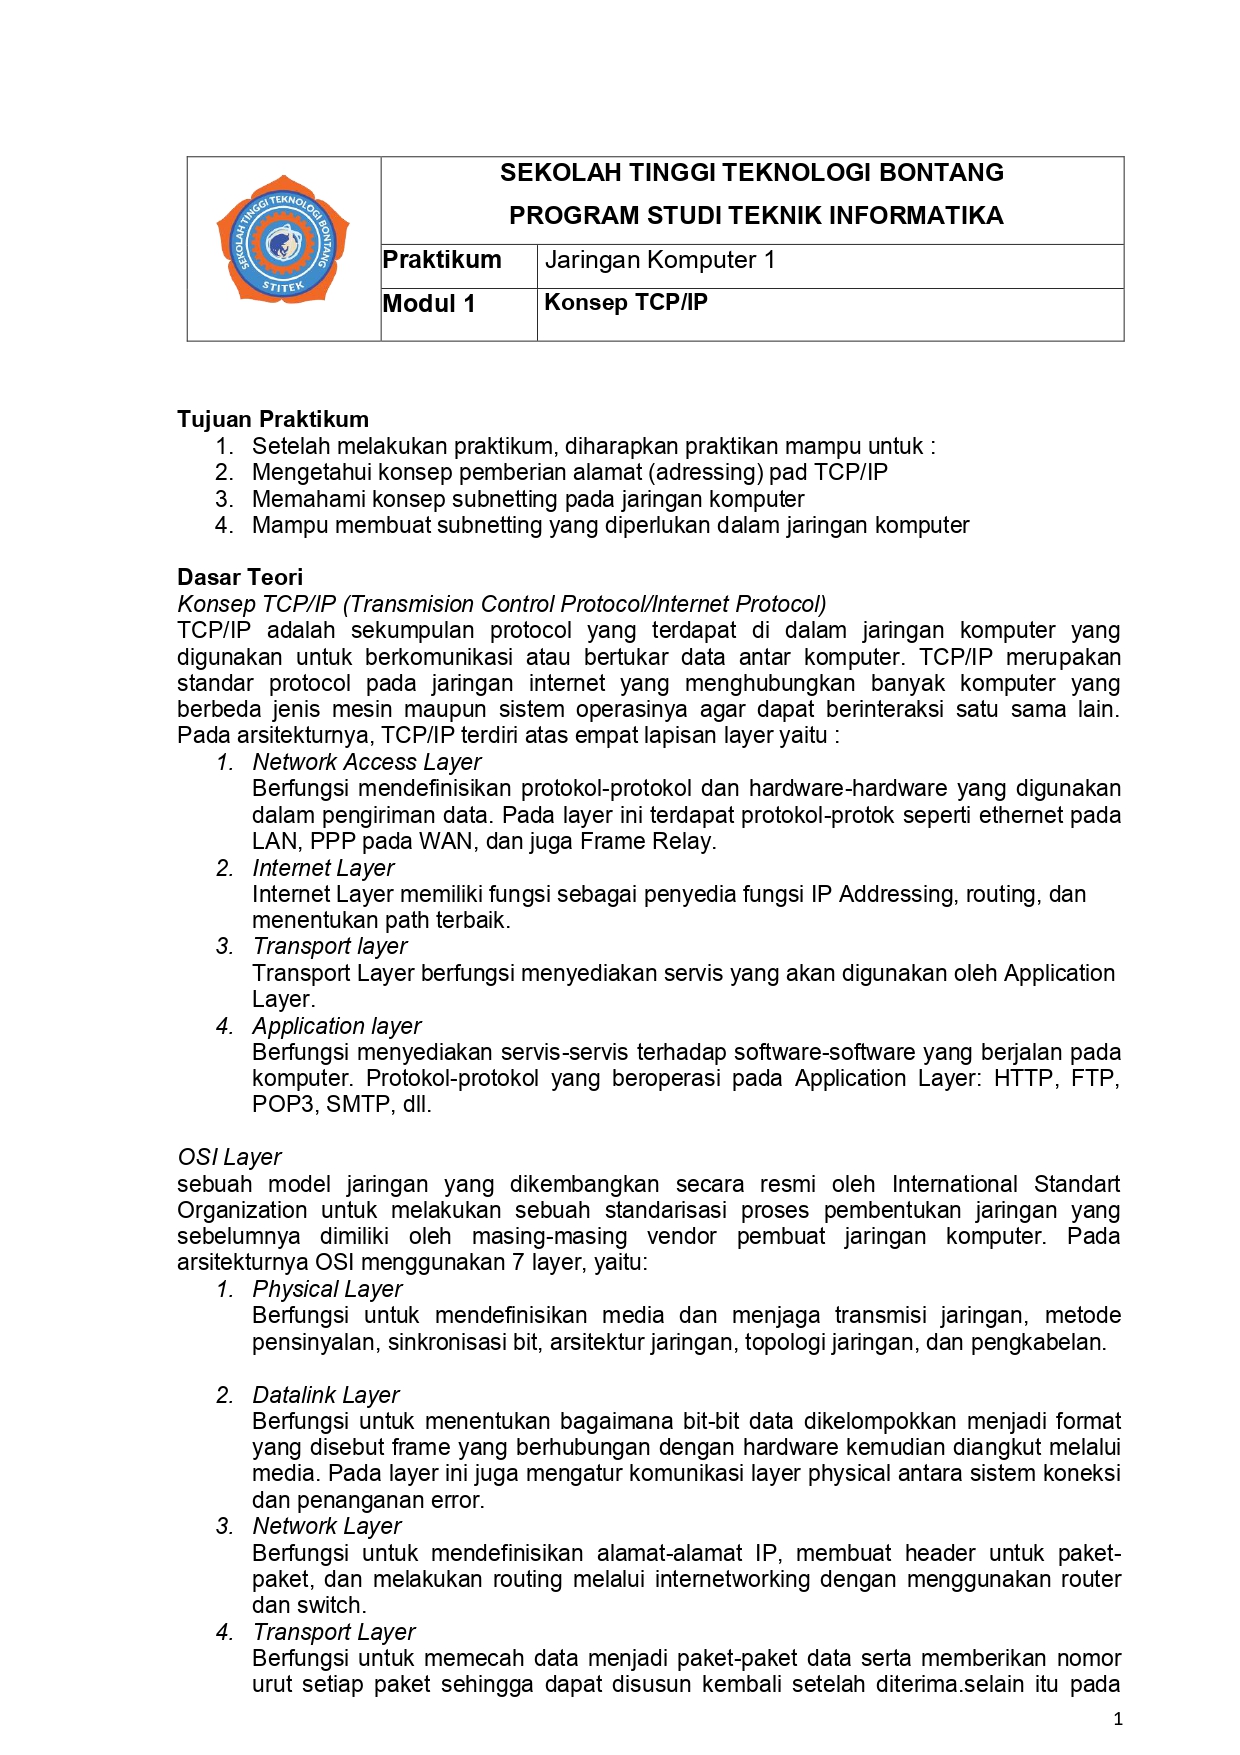 SEKOLAH TINGGI TEKNOLOGI BONTANG
STITEK
SEKOLAH TINGGI TEKNOLOGI BONTANG
PROGRAM STUDI TEKNIK INFORMATIKA
Praktikum Jaringan Komputer 1
Modul 1 Konsep TCP/IP
Tujuan Praktikum
1. Setelah melakukan praktikum, diharapkan praktikan mampu untuk :
2. Mengetahui konsep pemberian alamat (adressing) pad TCP/IP
3. Memahami konsep subnetting pada jaringan komputer
4. Mampu membuat subnetting yang diperlukan dalam jaringan komputer
Dasar Teori
Konsep TCP/IP (Transmision Control Protocol/Internet Protocol)
TCP/IP adalah sekumpulan protocol yang terdapat di dalam jaringan komputer yang
digunakan untuk berkomunikasi atau bertukar data antar komputer. TCP/IP merupakan
standar protocol pada jaringan internet yang menghubungkan banyak komputer yang
berbeda jenis mesin maupun sistem operasinya agar dapat berinteraksi satu sama lain.
Pada arsitekturnya, TCP/IP terdiri atas empat lapisan layer yaitu :
1. Network Access Layer
Berfungsi mendefinisikan protokol-protokol dan hardware-hardware yang digunakan
dalam pengiriman data. Pada layer ini terdapat protokol-protok seperti ethernet pada
LAN, PPP pada WAN, dan juga Frame Relay.
2. Internet Layer
Internet Layer memiliki fungsi sebagai penyedia fungsi IP Addressing, routing, dan
menentukan path terbaik.
3. Transport layer
Transport Layer berfungsi menyediakan servis yang akan digunakan oleh Application
Layer.
4. Application layer
Berfungsi menyediakan servis-servis terhadap software-software yang berjalan pada
komputer. Protokol-protokol yang beroperasi pada Application Layer: HTTP, FTP,
POP3, SMTP, dll.
OSI Layer
sebuah model jaringan yang dikembangkan secara resmi oleh International Standart
Organization untuk melakukan sebuah standarisasi proses pembentukan jaringan yang
sebelumnya dimiliki oleh masing-masing vendor pembuat jaringan komputer. Pada
arsitekturnya OSI menggunakan 7 layer, yaitu:
1. Physical Layer
Berfungsi untuk mendefinisikan media dan menjaga transmisi jaringan, metode
pensinyalan, sinkronisasi bit, arsitektur jaringan, topologi jaringan, dan pengkabelan.
2. Datalink Layer
Berfungsi untuk menentukan bagaimana bit-bit data dikelompokkan menjadi format
yang disebut frame yang berhubungan dengan hardware kemudian diangkut melalui
media. Pada layer ini juga mengatur komunikasi layer physical antara sistem koneksi
dan penanganan error.
3. Network Layer
Berfungsi untuk mendefinisikan alamat-alamat IP, membuat header untuk paket-
paket, dan melakukan routing melalui internetworking dengan menggunakan router
dan switch.
4. Transport Layer
Berfungsi untuk memecah data menjadi paket-paket data serta memberikan nomor
urut setiap paket sehingga dapat disusun kembali setelah diterima.selain itu pada
1